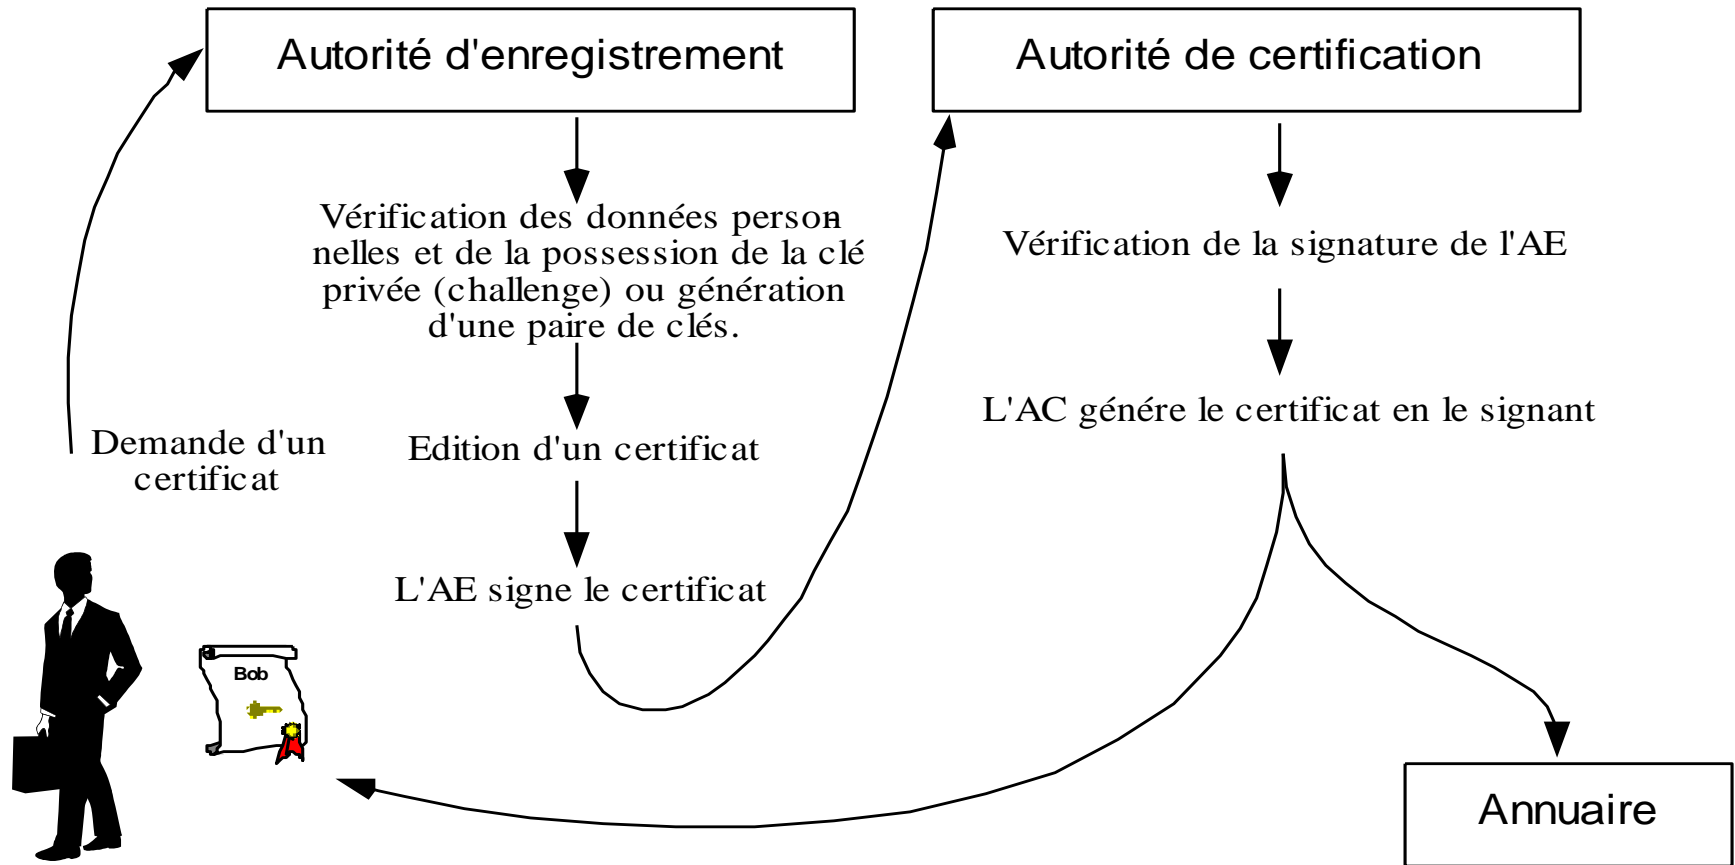 Autorité d'enregistrement
Autorité de certification
Vérification des données person-
nelles et de la possession de la clé
privée (challenge) ou génération
d'une paire de clés.
Vérification de la signature de l'AE
L'AC génére le certificat en le signant
Demande d'un
certificat
Edition d'un certificat
L'AE signe le certificat
Bob
Annuaire